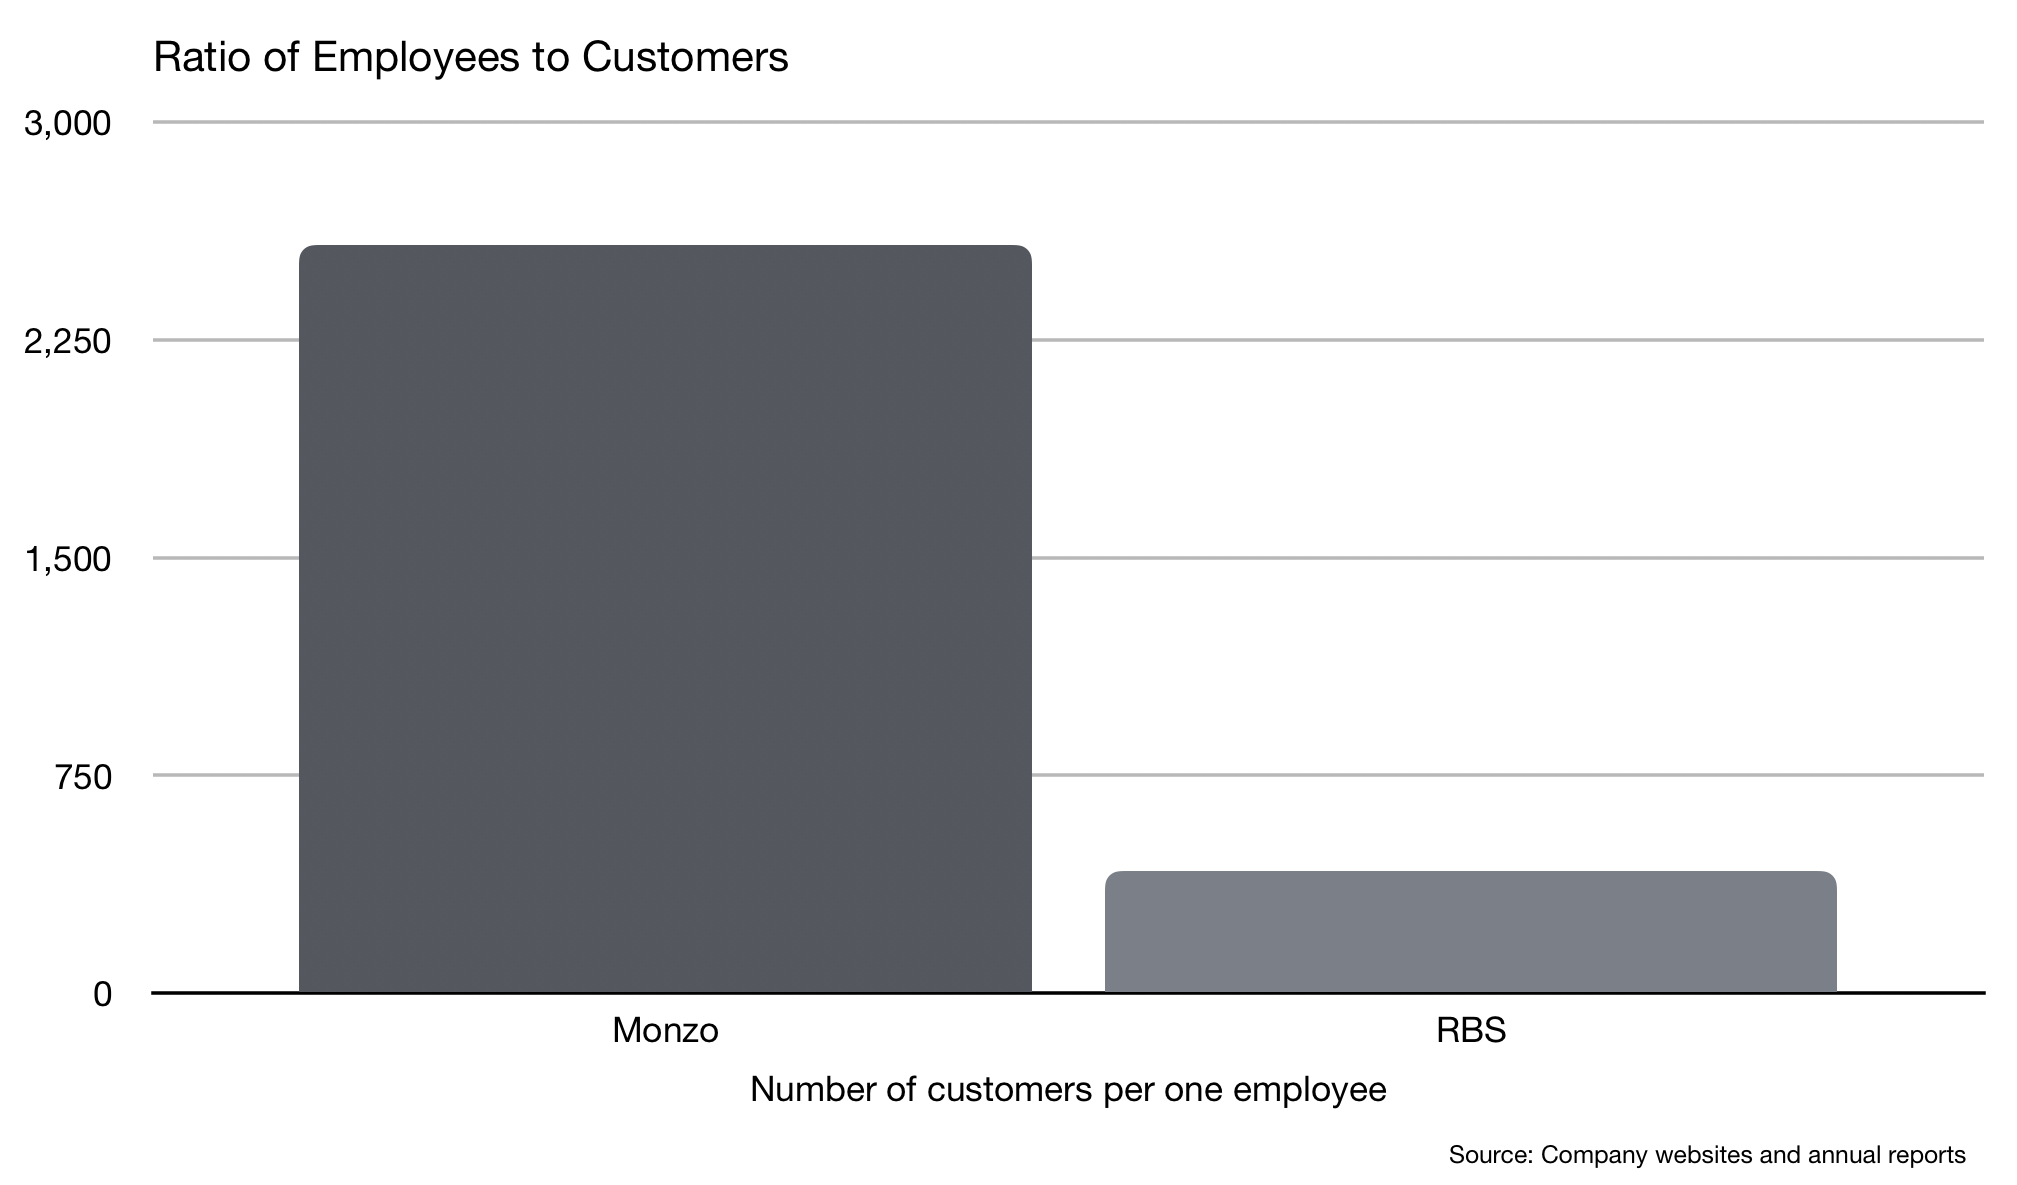 Ratio of Employees to Customers
3,000
2,250
1,500
750
0
Monzo
RBS
Number of customers per one employee
Source: Company websites and annual reports